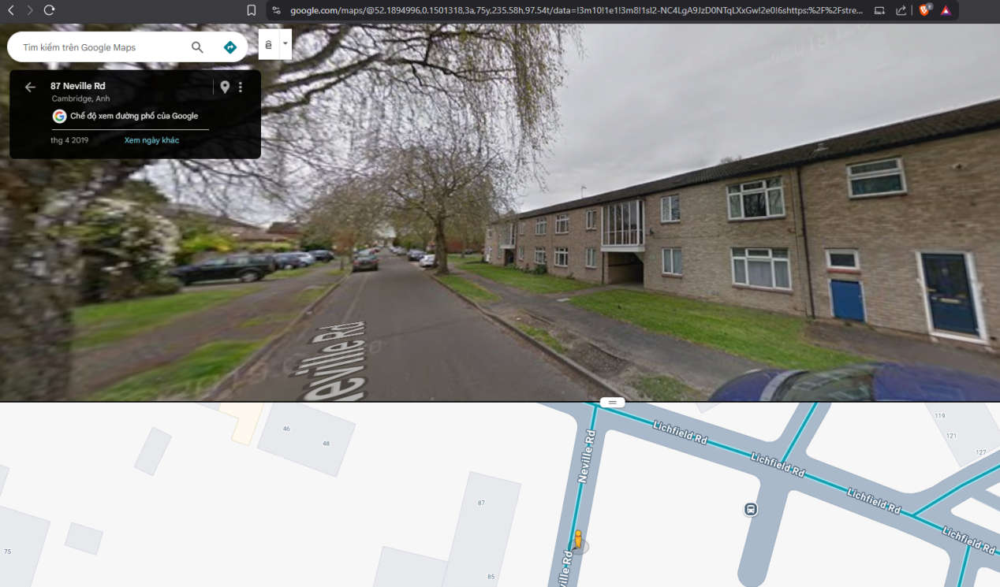 google.com/maps/@52.1894996,0.1501318,3a,75y,235.58h,97.54t/data=!3m10!1e1!3m8!1sl2-NC4LgA9JzD0NTqLXxGw!2e0!6shttps:%2F%2Fstre...
Tìm kiếm trên Google Maps
87 Neville Rd
Cambridge, Anh
Chế độ xem đường phố của Google
thg 4 2019
Xem ngày khác
Neville Rd
Lichfield Rd
Lichfield Rd
Lichfield Rd
Lichfield Rd
Neville Rd
46
48
87
85
75
119
121
127